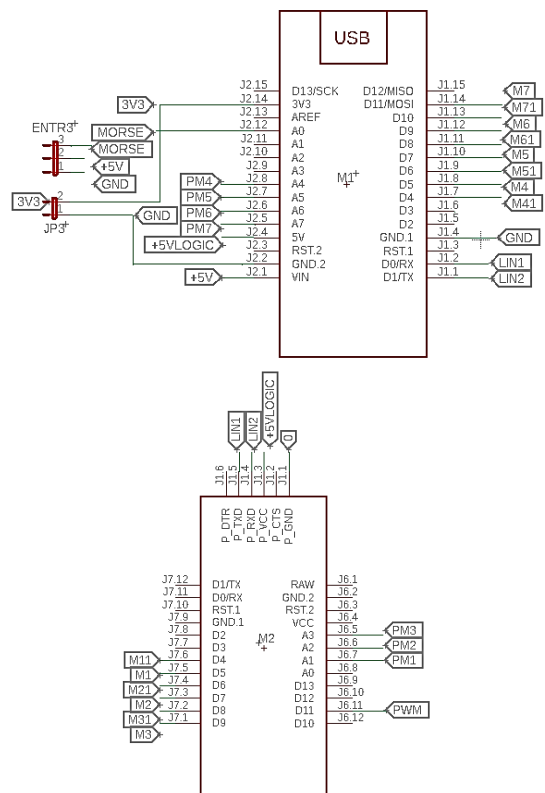 USB
J2.15 D13/SCK D12/MISO J1.15 M7
3V3 J2.14 3V3 D11/MOSI J1.14 M71
J2.13 AREF D10 J1.13 M6
ENTR3 MORSE J2.12 A0 D9 J1.12 M61
3 MORSE J2.11 A1 D8 J1.11 M5
2 J2.10 A2 D7 J1.10 M51
1 +5V J2.9 A3 D6 J1.9 M4
GND PM4 J2.8 A4 M1 D5 J1.8 M41
3V3 2 PM5 J2.7 A5 D4 J1.7
1 GND PM6 J2.6 A6 D3 J1.6
JP3 PM7 J2.5 A7 D2 J1.5
+5VLOGIC J2.4 5V GND.1 J1.4 GND
J2.3 RST.2 RST.1 J1.3
J2.2 GND.2 D0/RX J1.2 LIN1
+5V J2.1 VIN D1/TX J1.1 LIN2
LIN1 LIN2 +5VLOGIC 0
J1.6 J1.5 J1.4 J1.3 J1.2 J1.1
P_DTR P_TXD P_RXD P_VCC P_CTS P_GND
J7.12 D1/TX RAW J6.1
J7.11 D0/RX GND.2 J6.2
J7.10 RST.1 RST.2 J6.3
J7.9 GND.1 VCC J6.4
J7.8 D2 M2 A3 J6.5 PM3
J7.7 D3 A2 J6.6 PM2
M11 J7.6 D4 A1 J6.7 PM1
M1 J7.5 D5 A0 J6.8
M21 J7.4 D6 D13 J6.9
M2 J7.3 D7 D12 J6.10
M31 J7.2 D8 D11 J6.11 PWM
M3 J7.1 D9 D10 J6.12